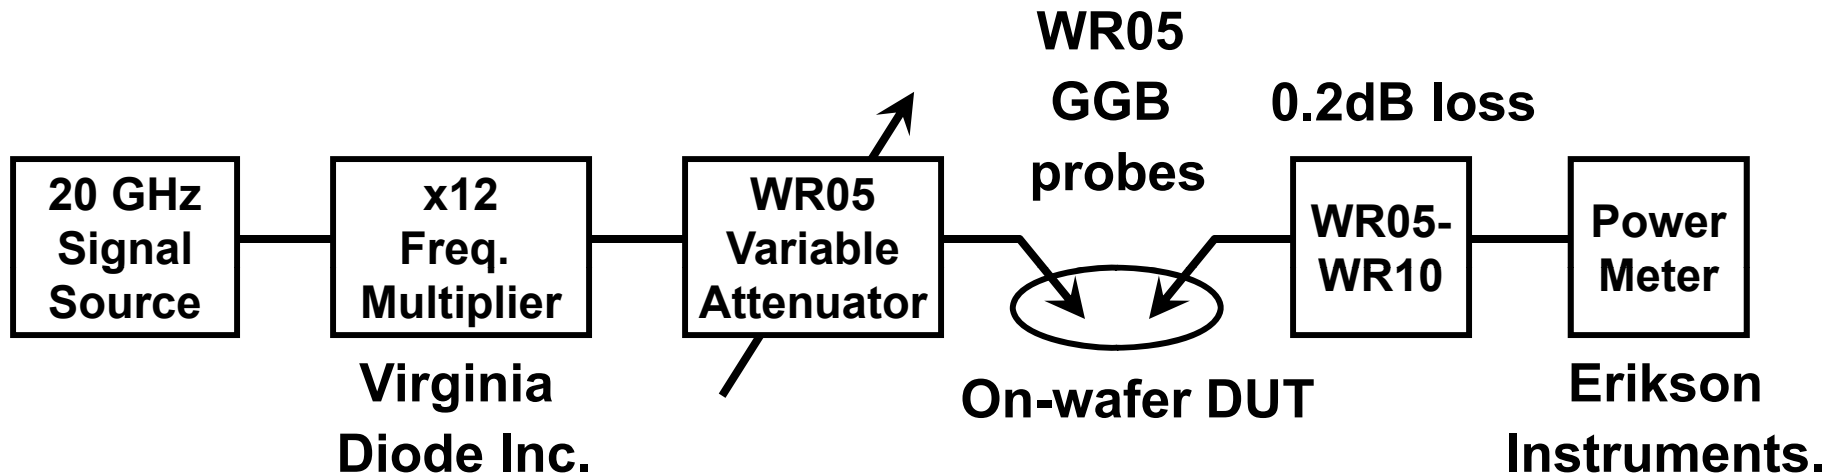 WR05
GGB
probes
0.2dB loss
20 GHz
Signal
Source
x12
Freq.
Multiplier
WR05
Variable
Attenuator
WR05-
WR10
Power
Meter
Virginia
Diode Inc.
On-wafer DUT
Erikson
Instruments.